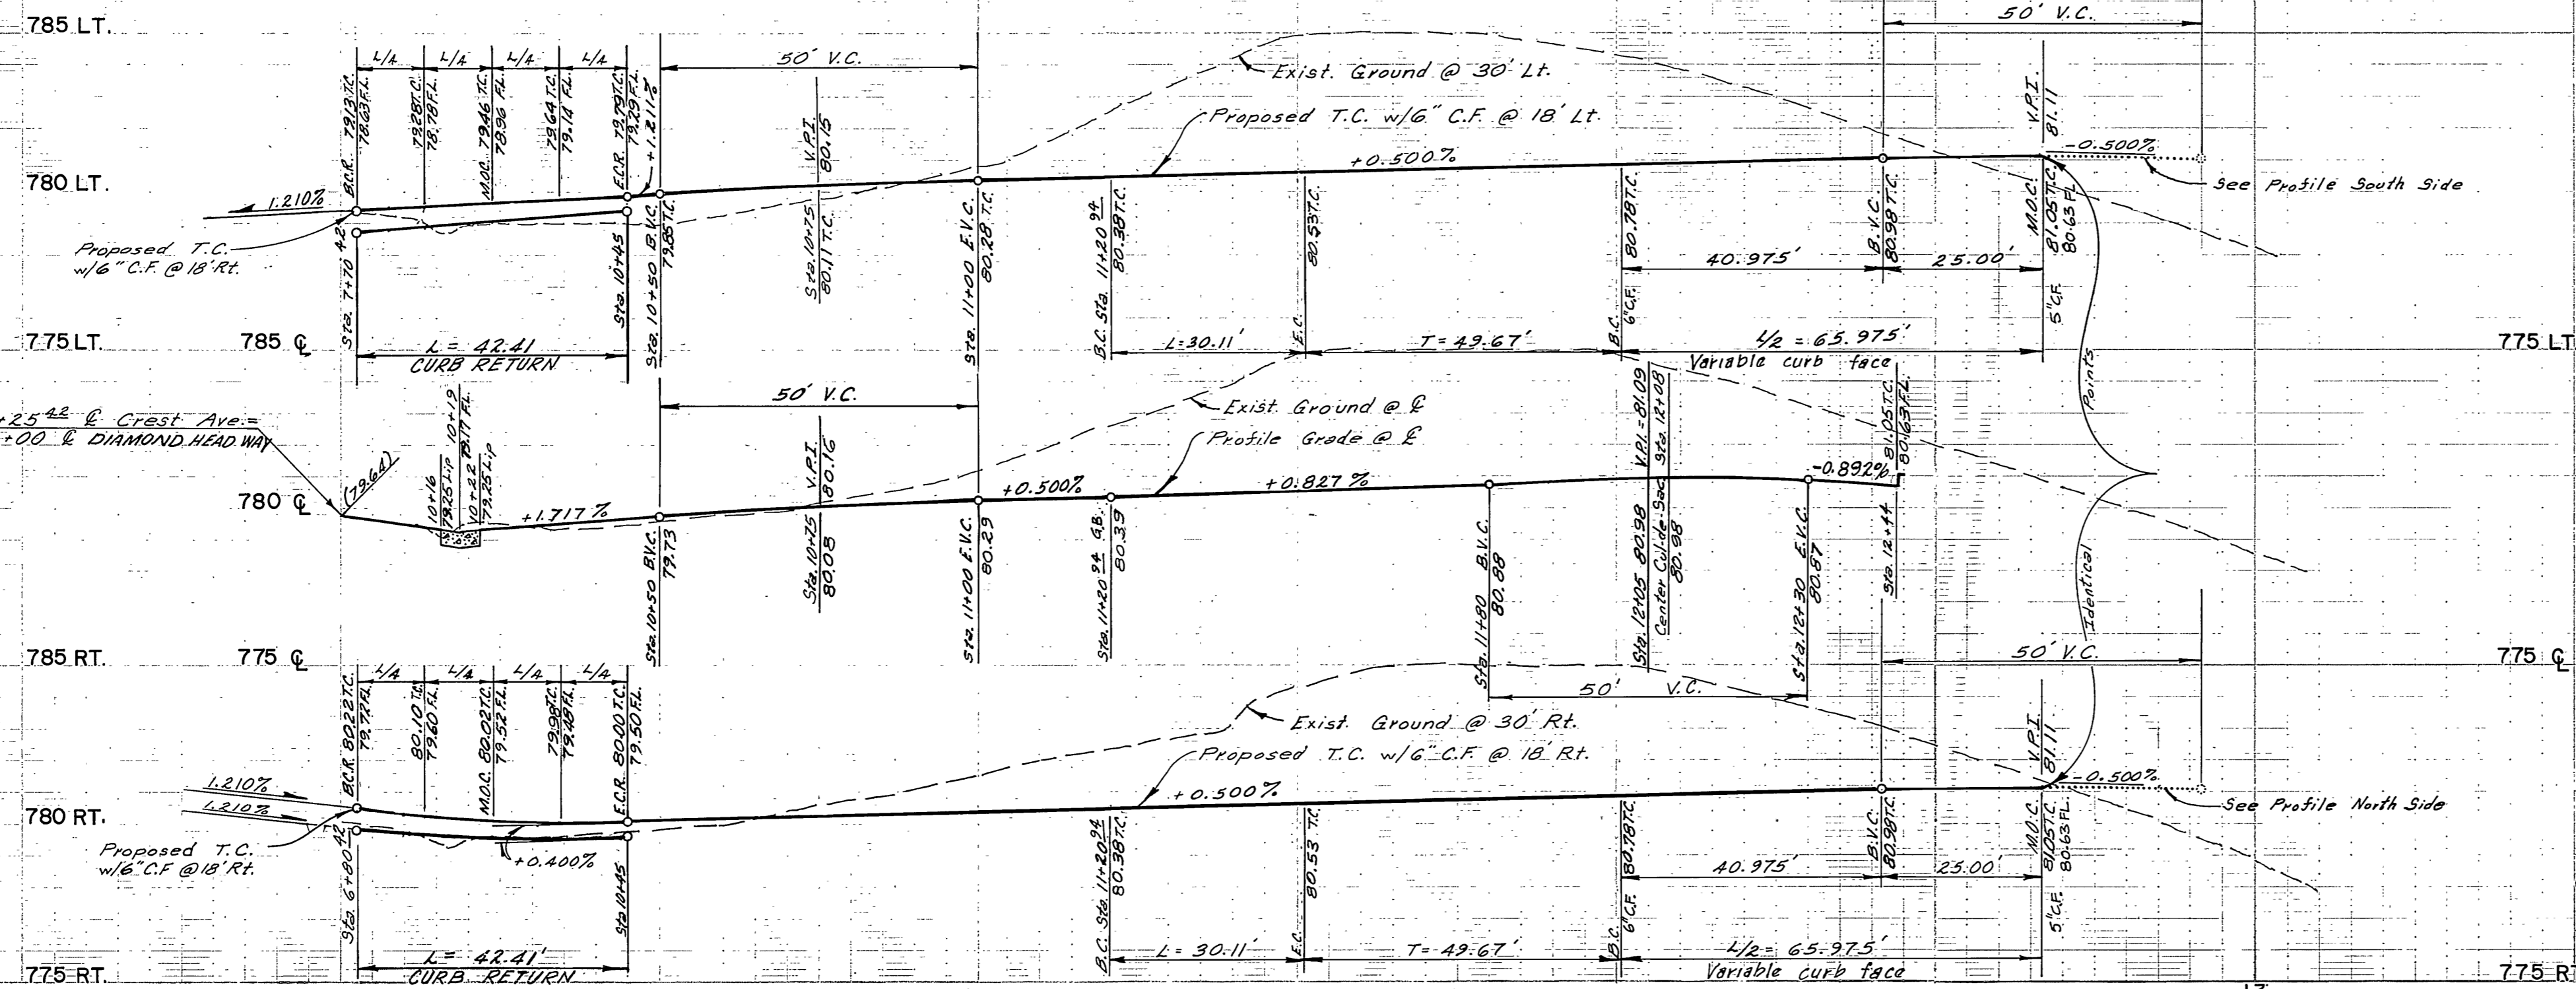 785 LT.
50' V.C.
L/4 L/4 L/4 L/4
50' V.C.
Exist. Ground @ 30' Lt.
B.C.R. 79.13 T.C.
78.63 F.L.
79.28 T.C.
78.78 F.L.
M.O.C. 79.46 T.C.
78.96 F.L.
79.64 T.C.
79.14 F.L.
E.C.R. 79.79 T.C.
79.29 F.L.
+1.211%
V.P.I.
80.15
Proposed T.C. w/6" C.F. @ 18' Lt.
+0.500%
V.P.I.
81.11
-0.500%
See Profile South Side
780 LT.
1.210%
Proposed T.C.
w/6" C.F. @ 18' Rt.
Sta. 7+70 42
Sta. 10+45
Sta. 10+50 B.V.C.
79.85 T.C.
Sta. 10+75
80.11 T.C.
Sta. 11+00 E.V.C.
80.28 T.C.
B.C. Sta. 11+20 94
80.38 T.C.
E.C.
80.53 T.C.
B.C.
6" C.F. 80.78 T.C.
40.975'
B.V.C.
80.98 T.C.
25.00'
M.O.C.
81.05 T.C.
80.63 FL
5" C.F.
775 LT.
785 ℄
L = 42.41
CURB RETURN
L=30.11'
T=49.67'
L/2 = 65.975'
Variable curb face
775 LT
Points
Identical
50' V.C.
Exist. Ground @ ℄
Profile Grade @ ℄
+25 42 ℄ Crest Ave.=
+00 ℄ DIAMOND HEAD WAY
(79.64)
780 ℄
10+16
79.25 Lip
10+19
79.17 FL.
10+22
79.25 Lip
+1.717%
Sta. 10+50 B.V.C.
79.73
V.P.I.
80.16
Sta. 10+75
80.08
Sta. 11+00 E.V.C.
80.29
+0.500%
Sta. 11+20 94 G.B.
80.39
+0.827%
Sta. 11+80 B.V.C.
80.88
Sta. 12+05 80.98 V.P.I. = 81.09
Center Cul-de-Sac Sta. 12+08
80.98
-0.892%
Sta. 12+30 E.V.C.
80.87
Sta. 12+44
81.05 T.C.
80.63 F.L.
50' V.C.
785 RT.
775 ℄
775 ℄
L/4 L/4 L/4 L/4
50' V.C.
B.C.R. 80.22 T.C.
79.72 F.L.
80.10 T.C.
79.60 F.L.
M.O.C. 80.02 T.C.
79.52 F.L.
79.98 T.C.
79.48 F.L.
E.C.R. 80.00 T.C.
79.50 F.L.
Exist. Ground @ 30' Rt.
Proposed T.C. w/6" C.F. @ 18' Rt.
V.P.I.
81.11
-0.500%
See Profile North Side
1.210%
1.210%
+0.500%
780 RT.
Proposed T.C.
w/6" C.F @ 18' Rt.
+0.400%
Sta. 6+80 42
Sta 10+45
B.C. Sta. 11+20 94
80.38 T.C.
E.C.
80.53 T.C.
B.C.
6" C.F. 80.78 T.C.
40.975'
B.V.C.
80.98 T.C.
25.00'
M.O.C.
81.05 T.C.
80.63 FL.
5" C.F.
L = 42.41'
CURB RETURN
L = 30.11'
T = 49.67'
L/2 = 65.975'
Variable curb face
775 RT.
775 R